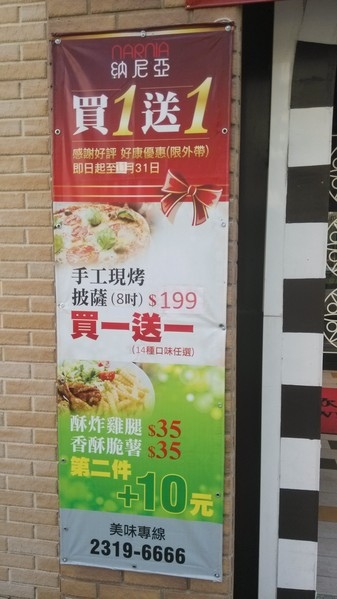 NARNIA
納尼亞
買1送1
感謝好評 好康優惠(限外帶)
即日起至 月31日
手工現烤
披薩(8吋) $199
買一送一
(14種口味任選)
酥炸雞腿 $35
香酥脆薯 $35
第二件
+10元
美味專線
2319-6666